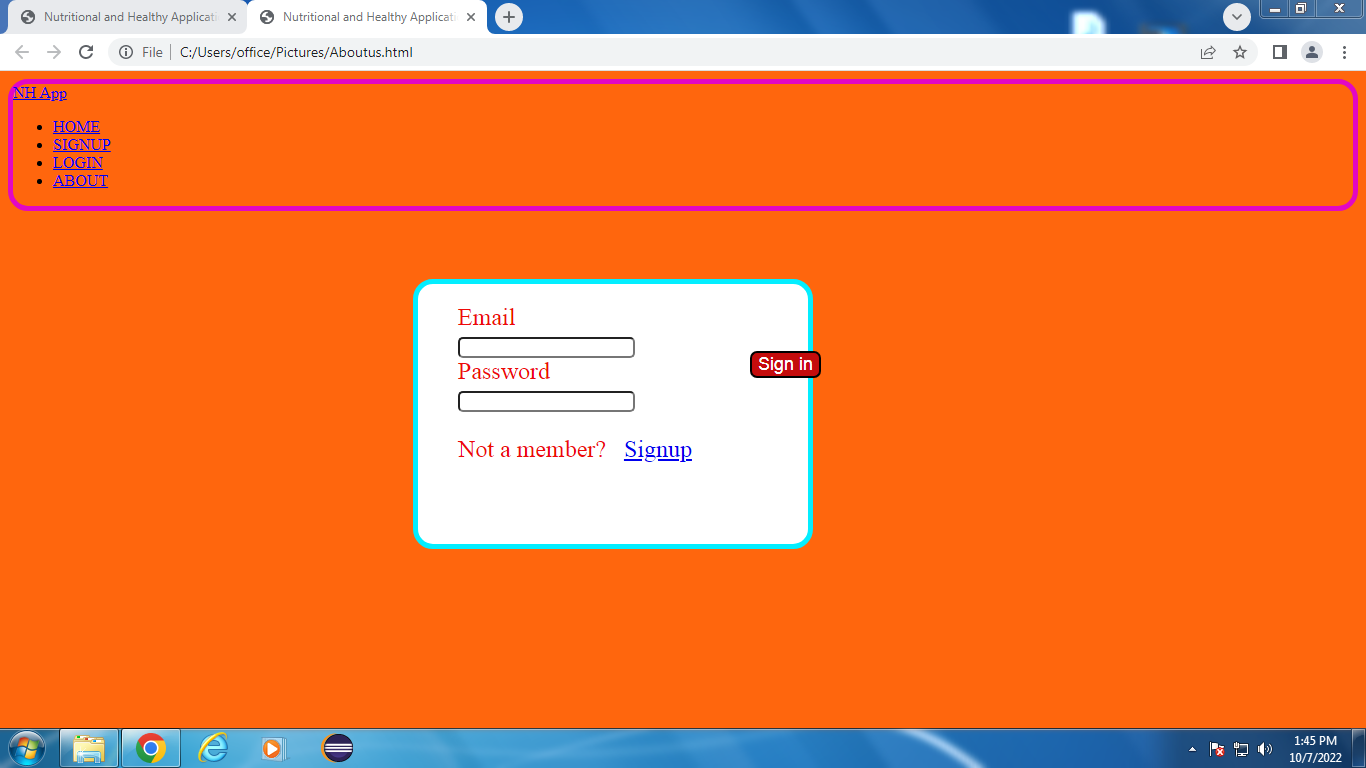 Nutritional and Healthy Applicati
Nutritional and Healthy Applicati
File
C:/Users/office/Pictures/Aboutus.html
NH App
HOME
SIGNUP
LOGIN
ABOUT
Email
Sign in
Password
Not a member? Signup
1:45 PM
10/7/2022